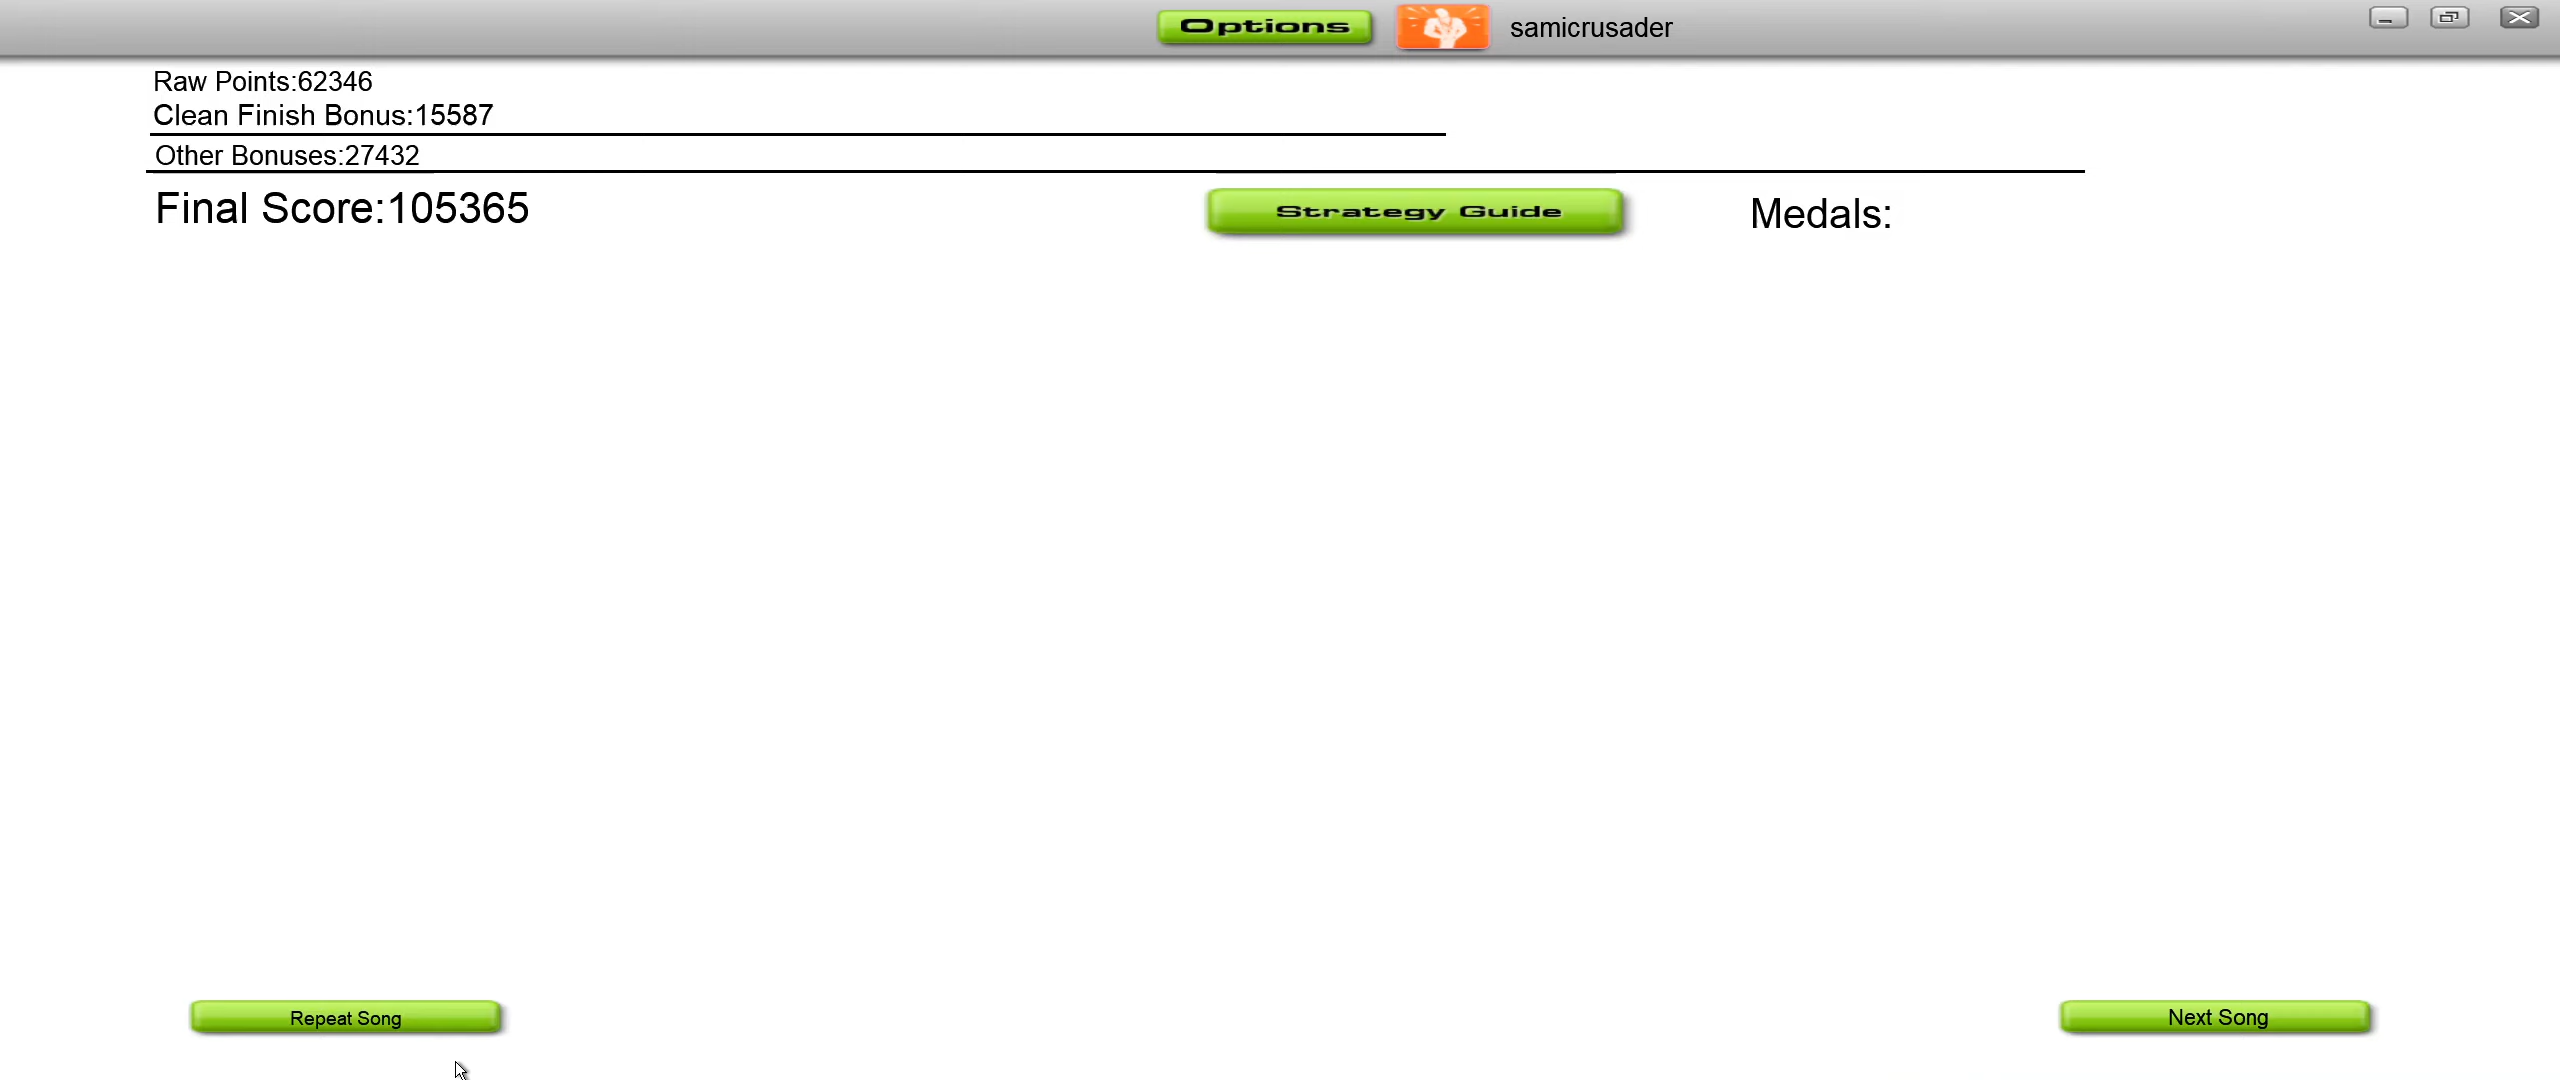 Options samicrusader
Raw Points:62346
Clean Finish Bonus:15587
Other Bonuses:27432
Final Score:105365
Strategy Guide
Medals:
Repeat Song
Next Song